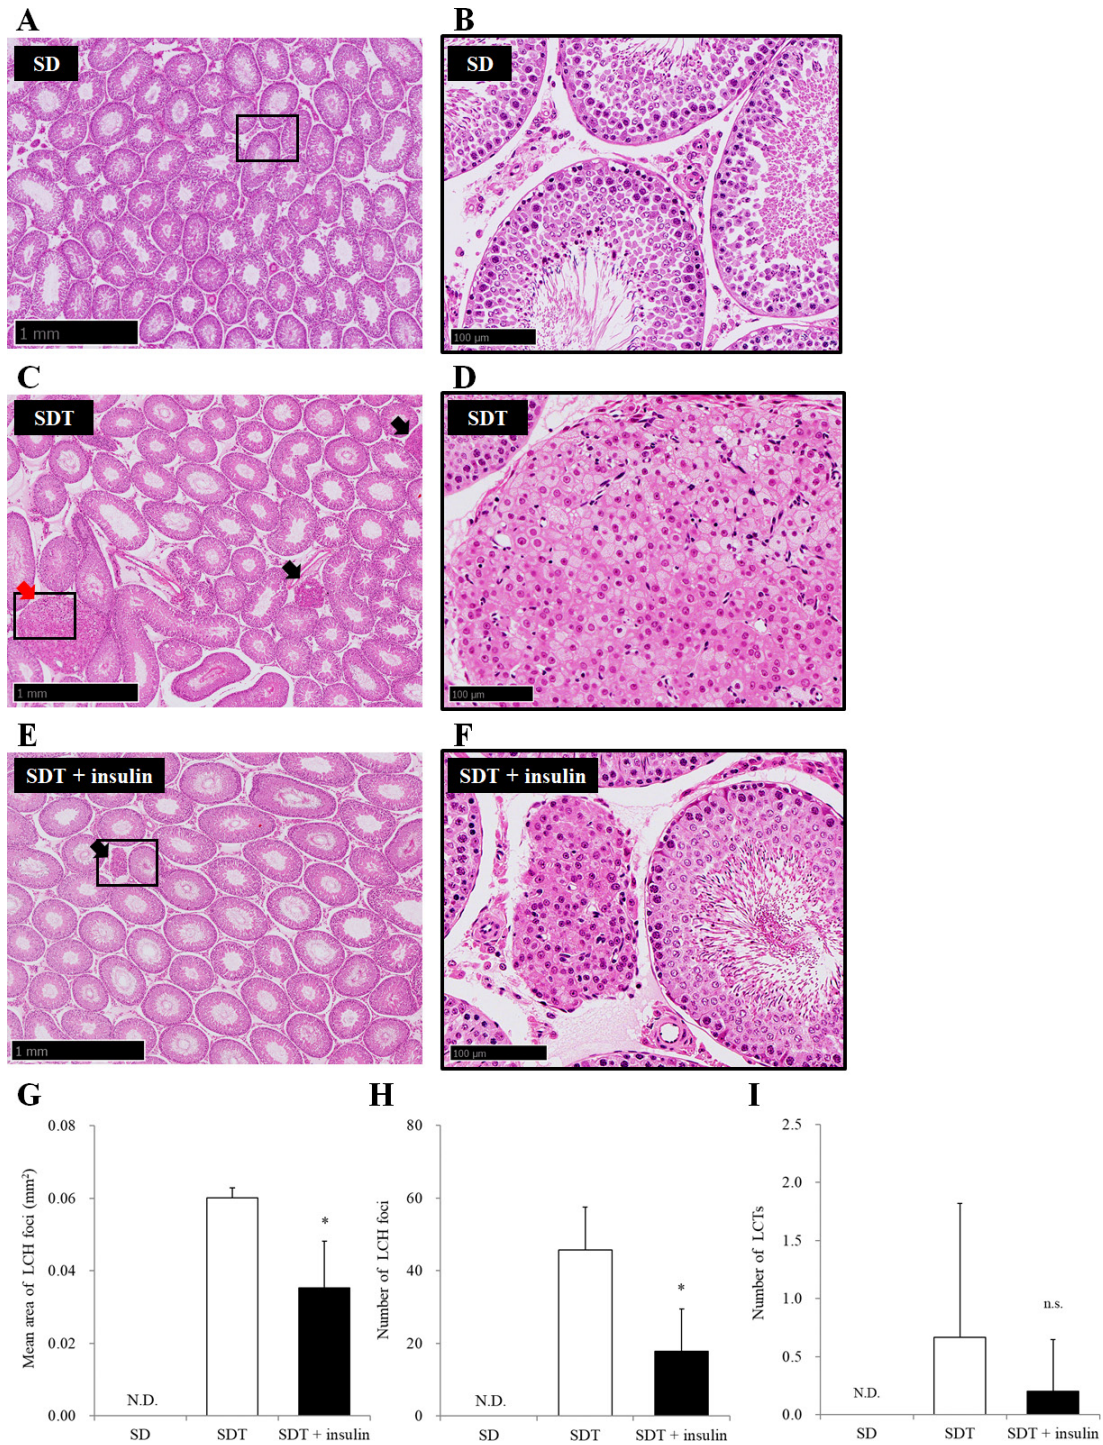 A
B
SD
SD
1 mm
100 µm
C
D
SDT
SDT
1 mm
100 µm
E
F
SDT + insulin
SDT + insulin
1 mm
100 µm
G
H
I
Mean area of LCH foci (mm²)
0.08
0.06
0.04
0.02
0.00
N.D.
*
SD SDT SDT + insulin
Number of LCH foci
80
60
40
20
0
N.D.
*
SD SDT SDT + insulin
Number of LCTs
2.5
2.0
1.5
1.0
0.5
0.0
N.D.
n.s.
SD SDT SDT + insulin